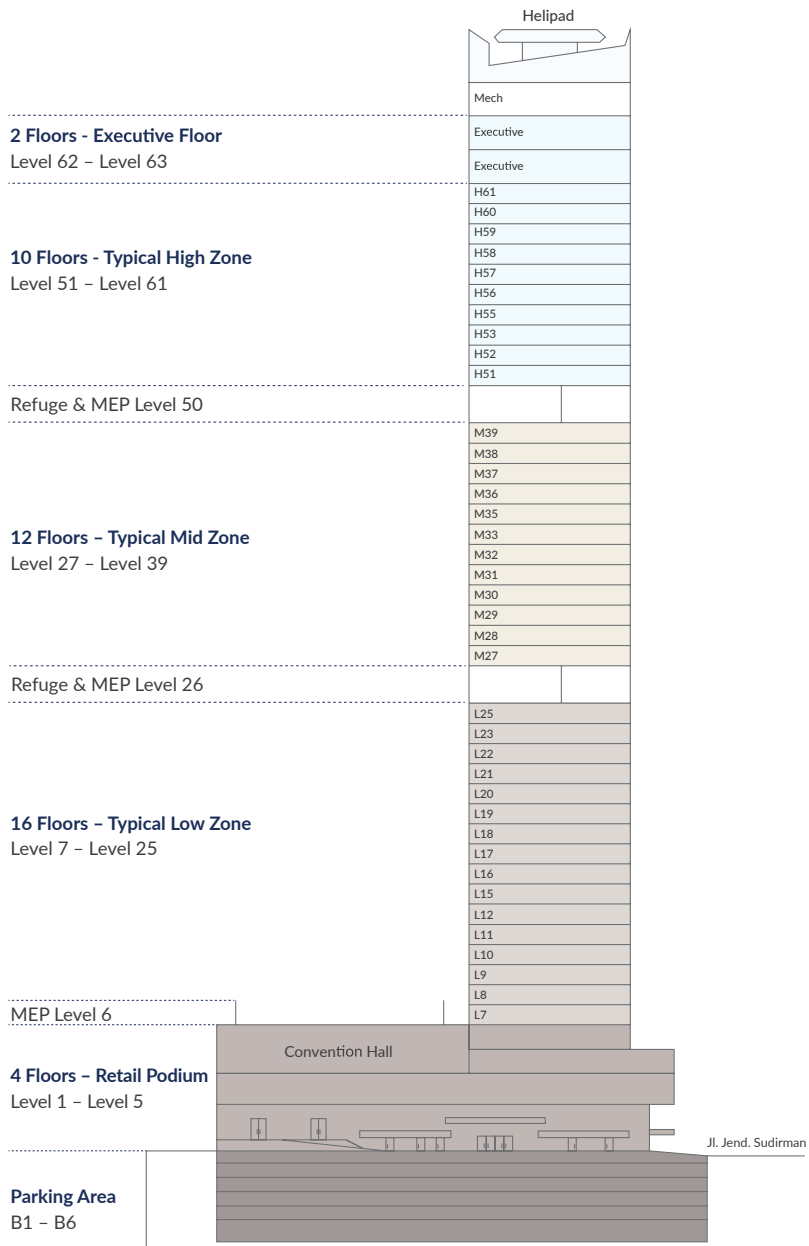 Helipad
Mech
2 Floors - Executive Floor
Level 62 – Level 63
Executive
Executive
10 Floors - Typical High Zone
Level 51 – Level 61
H61
H60
H59
H58
H57
H56
H55
H53
H52
H51
Refuge & MEP Level 50
12 Floors – Typical Mid Zone
Level 27 – Level 39
M39
M38
M37
M36
M35
M33
M32
M31
M30
M29
M28
M27
Refuge & MEP Level 26
16 Floors – Typical Low Zone
Level 7 – Level 25
L25
L23
L22
L21
L20
L19
L18
L17
L16
L15
L12
L11
L10
L9
L8
L7
MEP Level 6
Convention Hall
4 Floors – Retail Podium
Level 1 – Level 5
Jl. Jend. Sudirman
Parking Area
B1 – B6